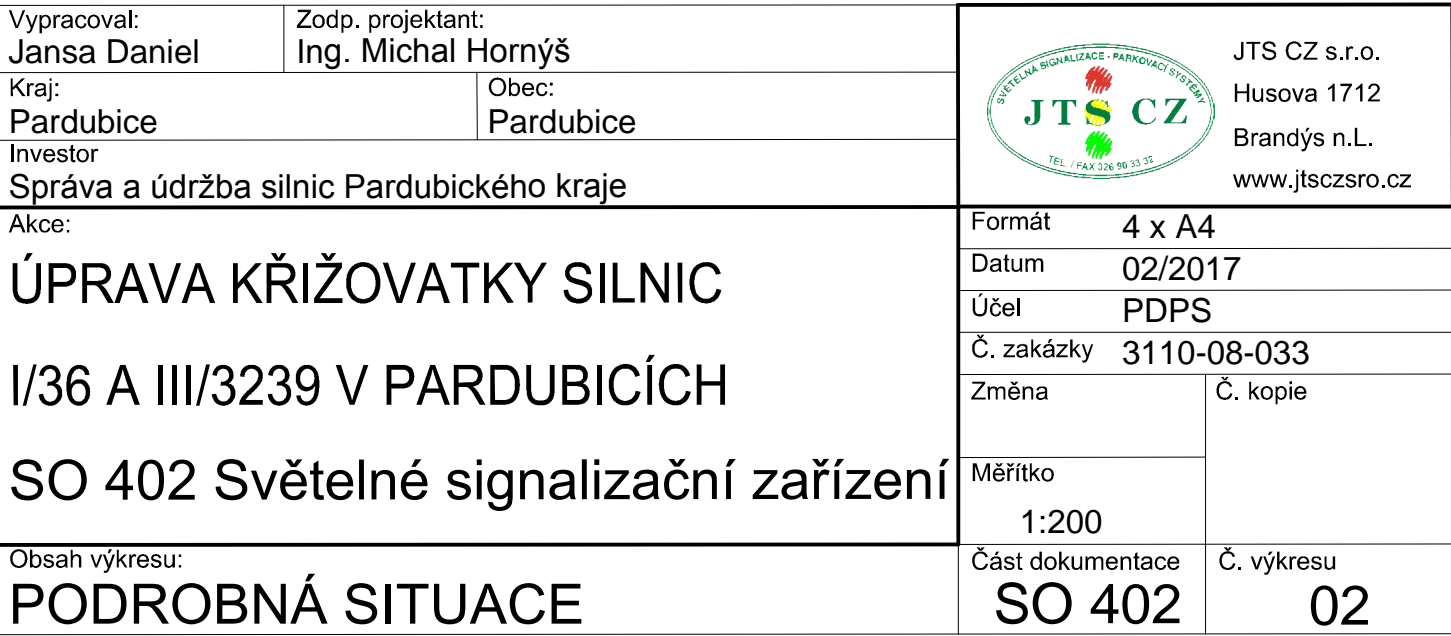 Vypracoval:
Jansa Daniel
Zodp. projektant:
Ing. Michal Hornýš
Kraj:
Pardubice
Obec:
Pardubice
Investor
Správa a údržba silnic Pardubického kraje
SVĚTELNÁ SIGNALIZACE - PARKOVACÍ SYSTÉMY
JTS CZ
TEL. / FAX 326 90 33 32
JTS CZ s.r.o.
Husova 1712
Brandýs n.L.
www.jtsczsro.cz
Akce:
ÚPRAVA KŘIŽOVATKY SILNIC
I/36 A III/3239 V PARDUBICÍCH
SO 402 Světelné signalizační zařízení
Formát 4 x A4
Datum 02/2017
Účel PDPS
Č. zakázky 3110-08-033
Změna
Č. kopie
Měřítko
1:200
Obsah výkresu:
PODROBNÁ SITUACE
Část dokumentace
SO 402
Č. výkresu
02